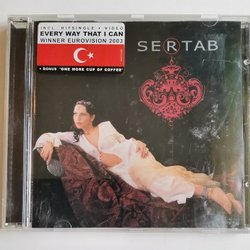 INCL. HITSINGLE + VIDEO
EVERY WAY THAT I CAN
WINNER EUROVISION 2003
+ BONUS "ONE MORE CUP OF COFFEE"
SERTAB